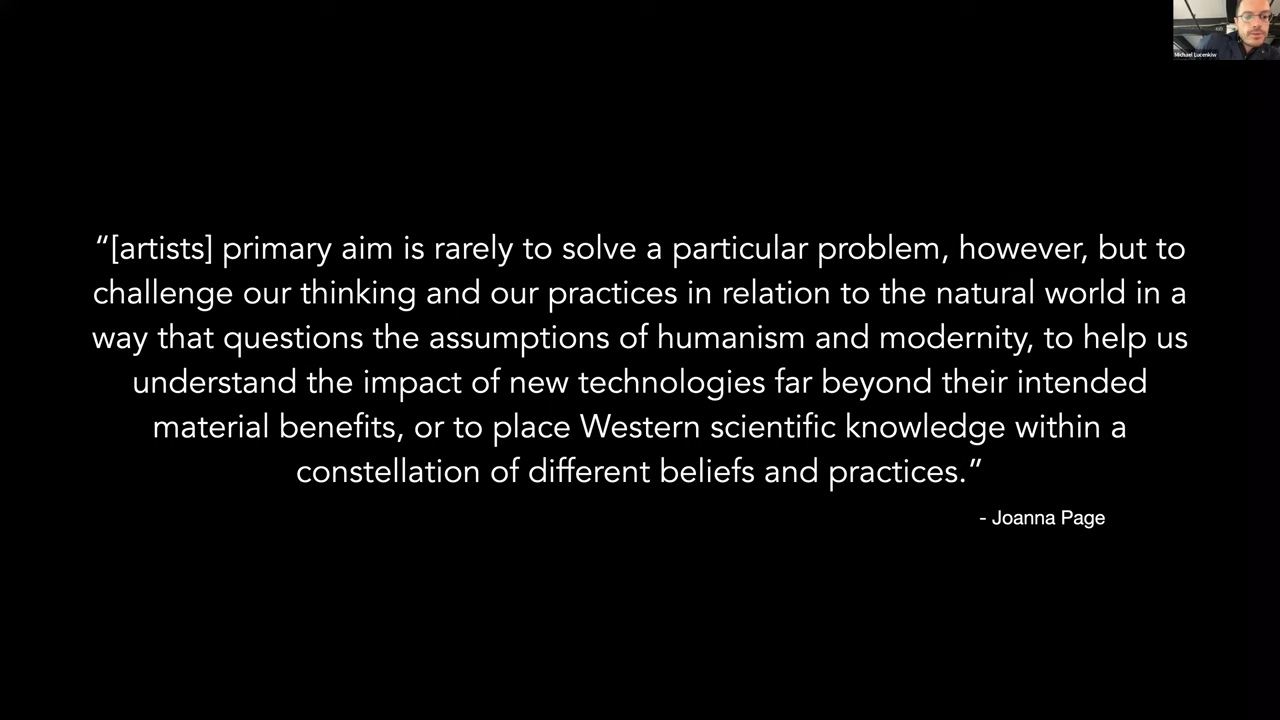 Michael Lucenkiw
“[artists] primary aim is rarely to solve a particular problem, however, but to
challenge our thinking and our practices in relation to the natural world in a
way that questions the assumptions of humanism and modernity, to help us
understand the impact of new technologies far beyond their intended
material benefits, or to place Western scientific knowledge within a
constellation of different beliefs and practices.”
- Joanna Page